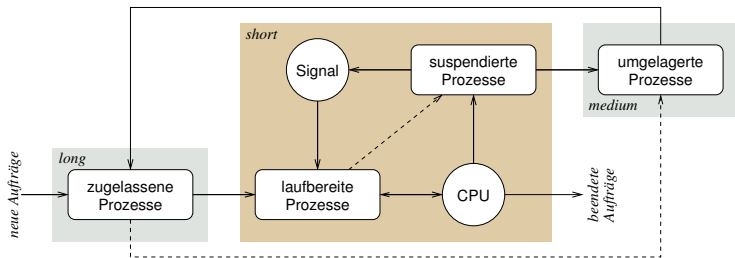 short
Signal
suspendierte
Prozesse
umgelagerte
Prozesse
medium
long
neue Aufträge
zugelassene
Prozesse
laufbereite
Prozesse
CPU
beendete
Aufträge